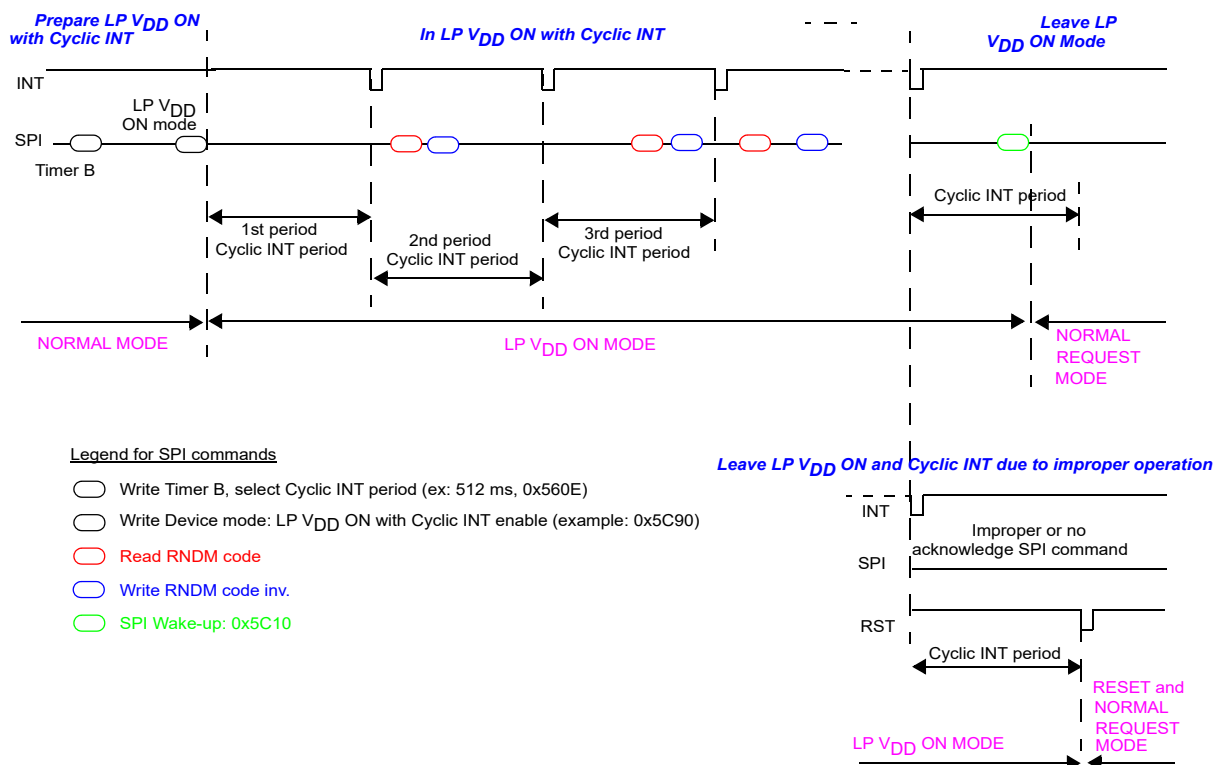 Prepare LP VDD ON
with Cyclic INT
In LP VDD ON with Cyclic INT
Leave LP
VDD ON Mode
INT
LP VDD
ON mode
SPI
Timer B
1st period
Cyclic INT period
2nd period
Cyclic INT period
3rd period
Cyclic INT period
Cyclic INT period
NORMAL MODE
LP VDD ON MODE
NORMAL
REQUEST
MODE
Legend for SPI commands
Write Timer B, select Cyclic INT period (ex: 512 ms, 0x560E)
Write Device mode: LP VDD ON with Cyclic INT enable (example: 0x5C90)
Read RNDM code
Write RNDM code inv.
SPI Wake-up: 0x5C10
Leave LP VDD ON and Cyclic INT due to improper operation
INT
Improper or no
acknowledge SPI command
SPI
RST
Cyclic INT period
RESET and
NORMAL
REQUEST
MODE
LP VDD ON MODE